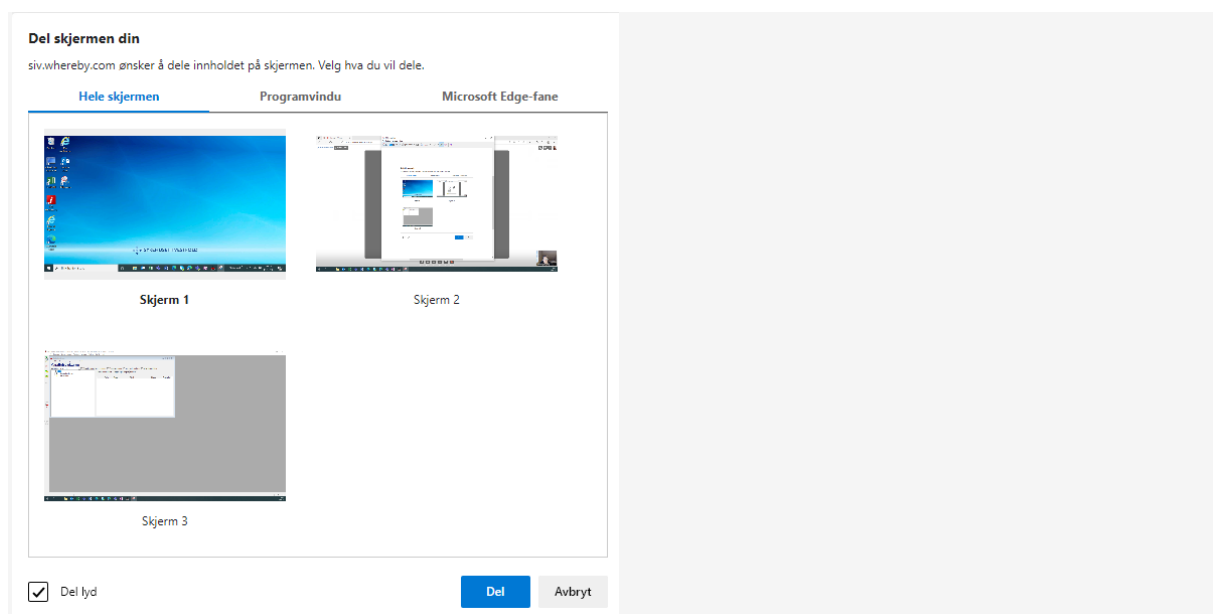 Del skjermen din
siv.whereby.com ønsker å dele innholdet på skjermen. Velg hva du vil dele.
Hele skjermen Programvindu Microsoft Edge-fane
Skjerm 1 Skjerm 2
Skjerm 3
Del lyd Del Avbryt